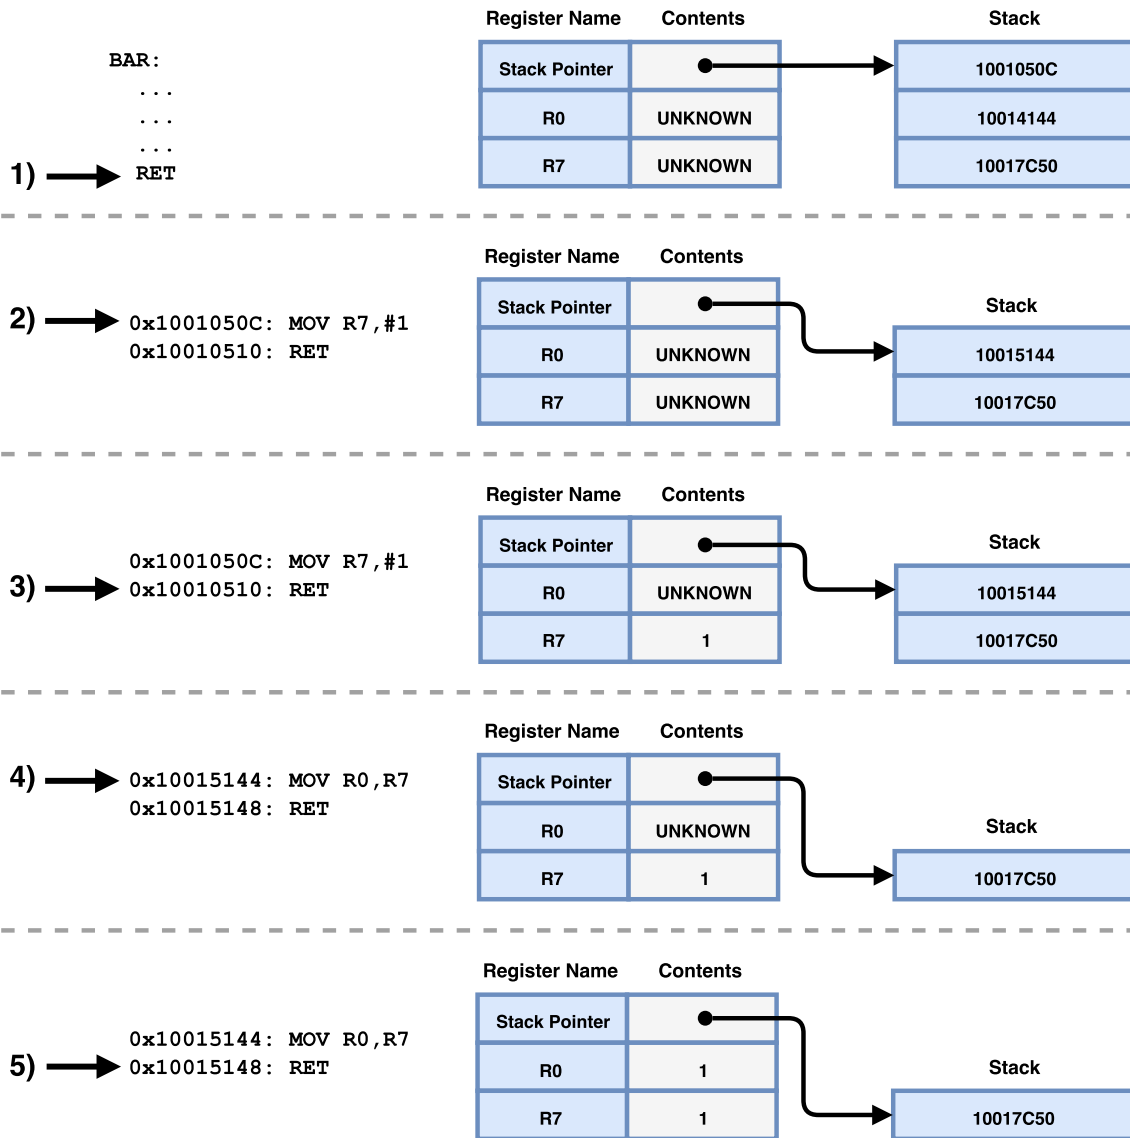 Register Name Contents Stack
BAR:
Stack Pointer 1001050C
...
... R0 UNKNOWN 10014144
...
1) RET R7 UNKNOWN 10017C50
Register Name Contents
2) 0x1001050C: MOV R7,#1 Stack Pointer Stack
0x10010510: RET R0 UNKNOWN 10015144
R7 UNKNOWN 10017C50
Register Name Contents
0x1001050C: MOV R7,#1 Stack Pointer Stack
3) 0x10010510: RET R0 UNKNOWN 10015144
R7 1 10017C50
Register Name Contents
4) 0x10015144: MOV R0,R7 Stack Pointer
0x10015148: RET R0 UNKNOWN Stack
R7 1 10017C50
Register Name Contents
0x10015144: MOV R0,R7 Stack Pointer
5) 0x10015148: RET R0 1 Stack
R7 1 10017C50